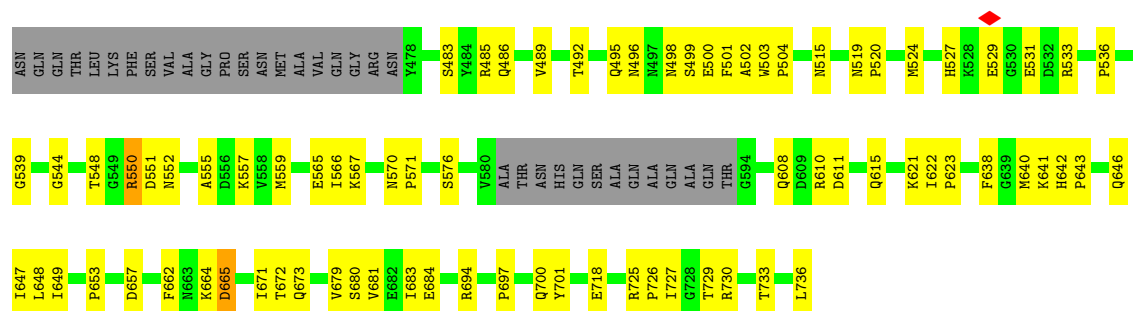 ASN GLN GLN THR LEU LYS PHE SER VAL ALA GLY PRO SER ASN MET ALA VAL GLN GLY ARG ASN Y478 S483 Y484 R485 Q486 V489 T492 Q495 N496 N497 N498 S499 E500 F501 A502 W503 P504 N515 N519 P520 M524 H527 K528 E529 G530 E531 D532 R533 P536
G539 G544 T548 G549 R550 D551 N552 A555 D556 K557 V558 M559 E565 I566 K567 N570 P571 S576 V580 ALA THR ASN HIS GLN SER ALA GLN ALA GLN ALA GLN THR G594 Q608 D609 R610 D611 Q615 K621 I622 P623 F638 G639 M640 K641 H642 P643 Q646
I647 L648 I649 P653 D657 F662 N663 K664 D665 I671 T672 Q673 V679 S680 V681 E682 I683 E684 R694 P697 Q700 Y701 E718 R725 P726 I727 G728 T729 R730 T733 L736